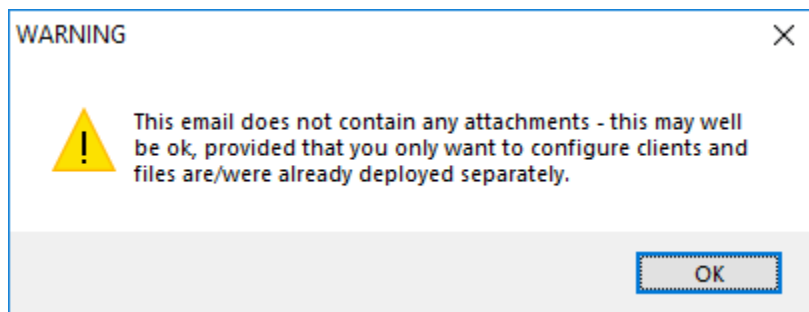 WARNING
This email does not contain any attachments - this may well
be ok, provided that you only want to configure clients and
files are/were already deployed separately.
OK